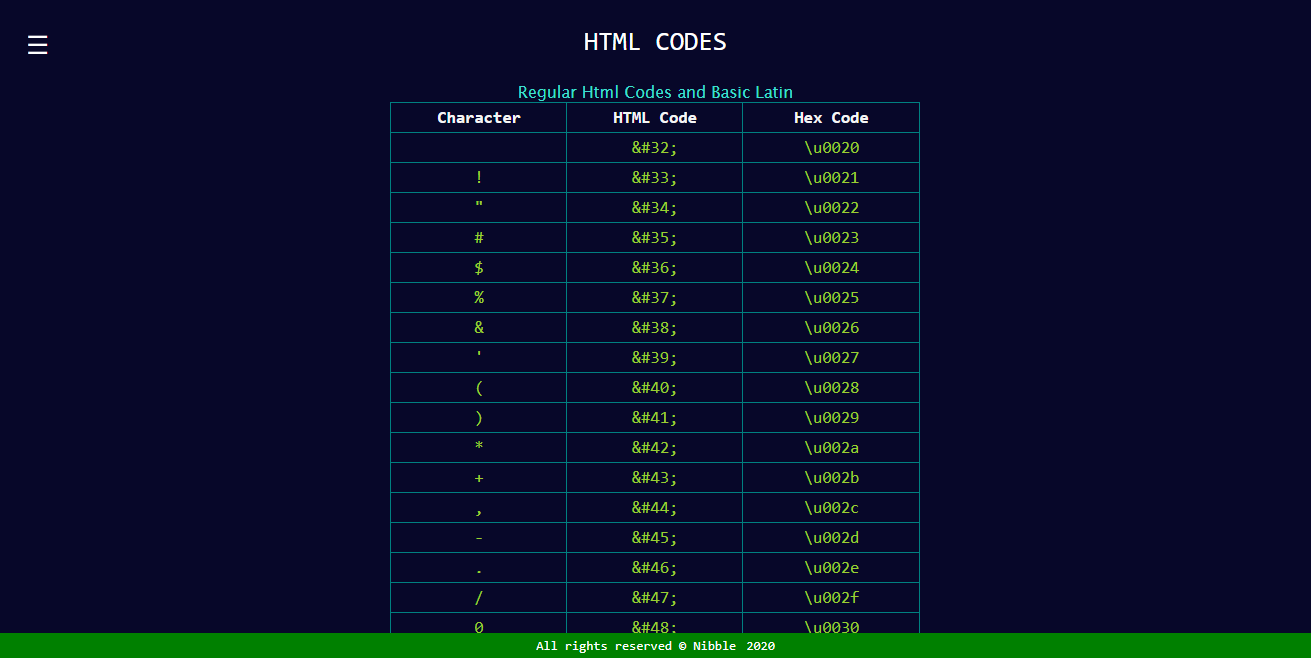 ☰
HTML CODES
Regular Html Codes and Basic Latin
Character HTML Code Hex Code
&#32; \u0020
! &#33; \u0021
" &#34; \u0022
# &#35; \u0023
$ &#36; \u0024
% &#37; \u0025
& &#38; \u0026
' &#39; \u0027
( &#40; \u0028
) &#41; \u0029
* &#42; \u002a
+ &#43; \u002b
, &#44; \u002c
- &#45; \u002d
. &#46; \u002e
/ &#47; \u002f
0 &#48; \u0030
All rights reserved © Nibble 2020